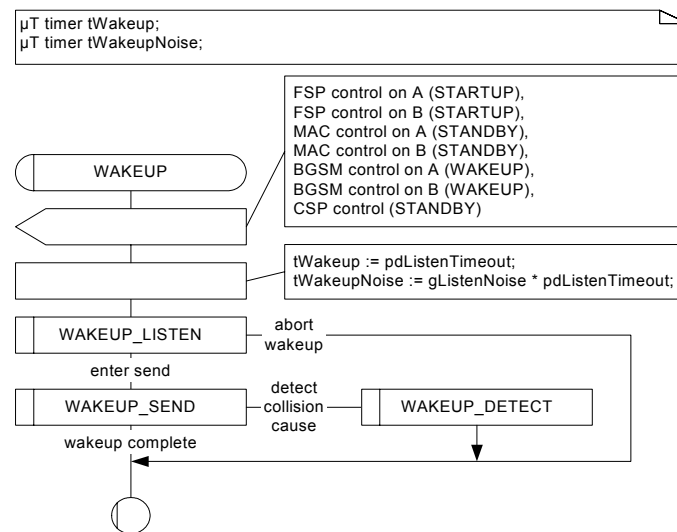 µT timer tWakeup;
µT timer tWakeupNoise;
FSP control on A (STARTUP),
FSP control on B (STARTUP),
MAC control on A (STANDBY),
MAC control on B (STANDBY),
BGSM control on A (WAKEUP),
BGSM control on B (WAKEUP),
CSP control (STANDBY)
WAKEUP
tWakeup := pdListenTimeout;
tWakeupNoise := gListenNoise * pdListenTimeout;
WAKEUP_LISTEN
abort
wakeup
enter send
WAKEUP_SEND
detect
collision
cause
WAKEUP_DETECT
wakeup complete